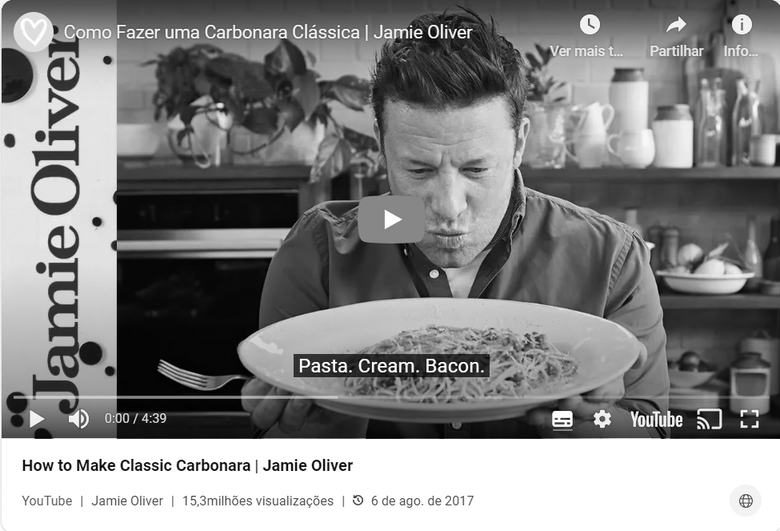 Como Fazer uma Carbonara Clássica | Jamie Oliver
Ver mais t...
Partilhar
Info...
Jamie Oliver
Pasta. Cream. Bacon.
0:00 / 4:39
YouTube
How to Make Classic Carbonara | Jamie Oliver
YouTube | Jamie Oliver | 15,3milhões visualizações | 6 de ago. de 2017